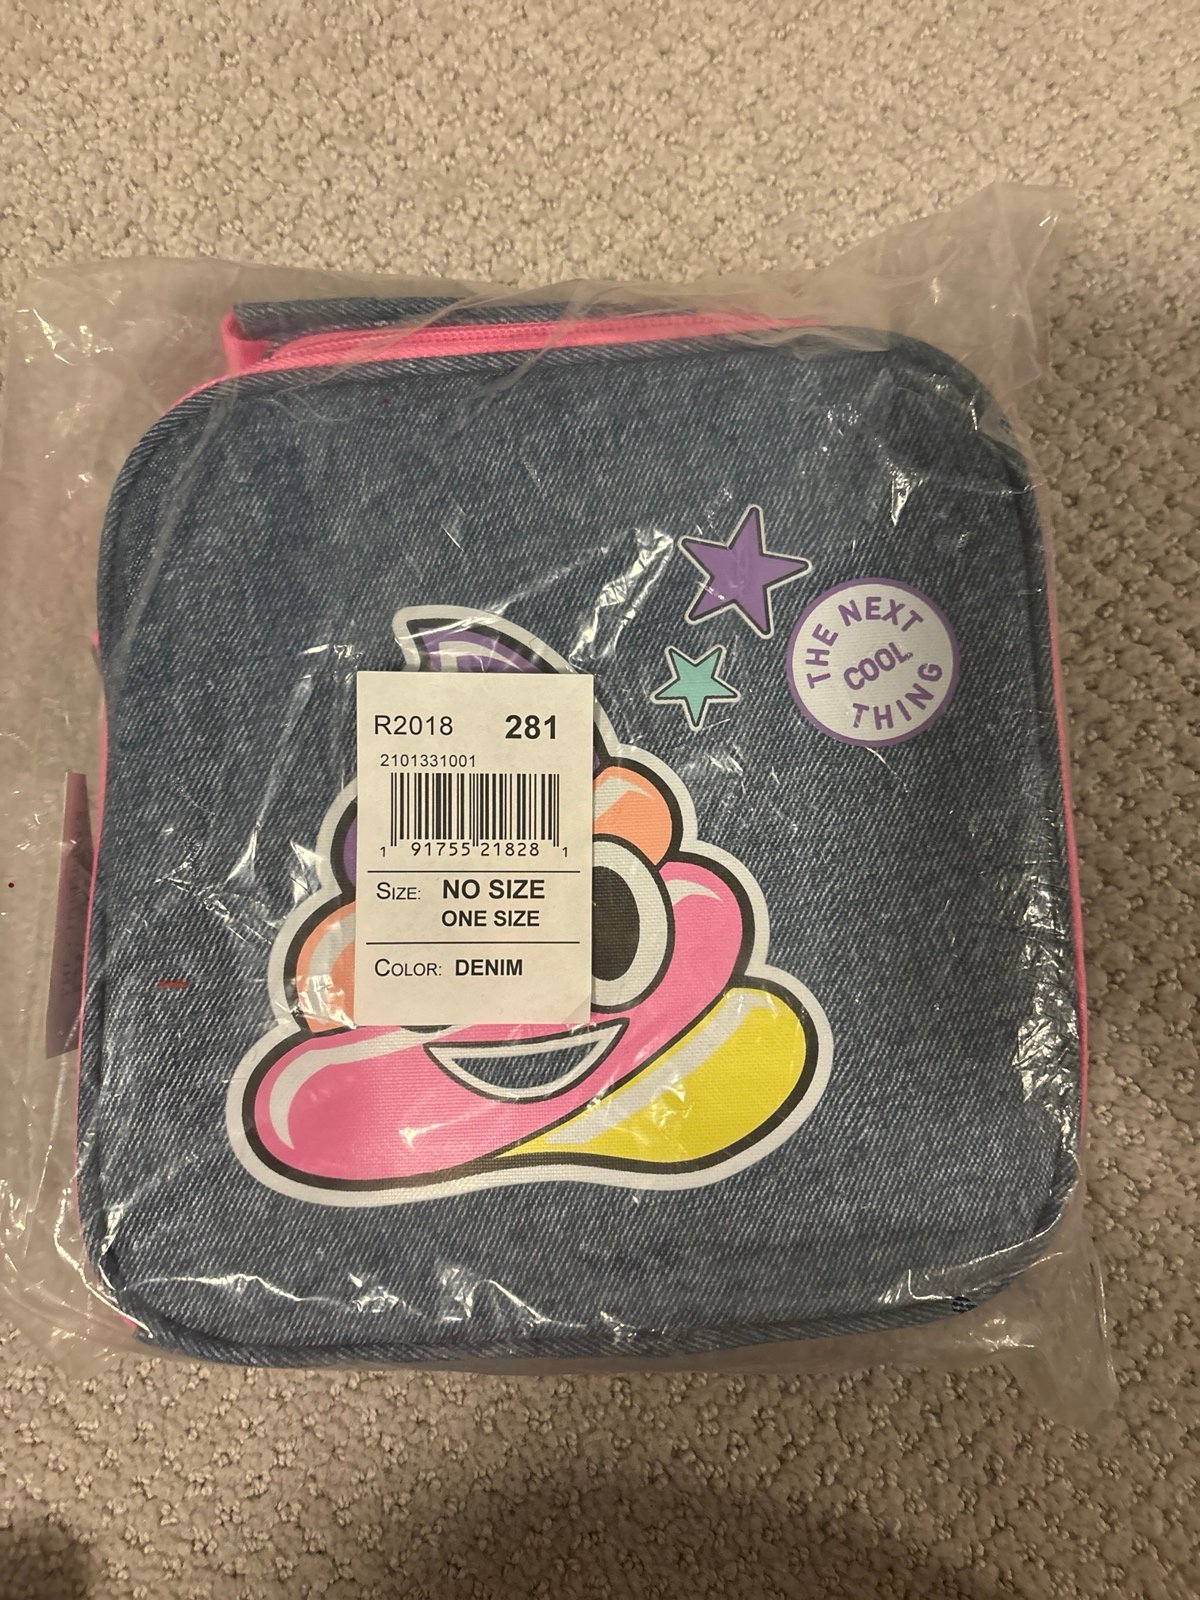 THE NEXT
COOL
THING
R2018 281
2101331001
1 91755 21828 1
SIZE: NO SIZE
ONE SIZE
COLOR: DENIM